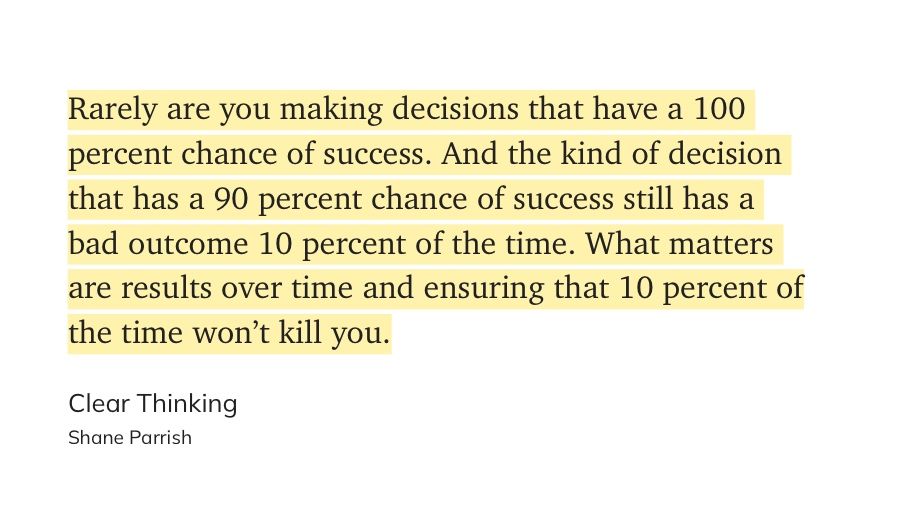 Rarely are you making decisions that have a 100
percent chance of success. And the kind of decision
that has a 90 percent chance of success still has a
bad outcome 10 percent of the time. What matters
are results over time and ensuring that 10 percent of
the time won’t kill you.
Clear Thinking
Shane Parrish